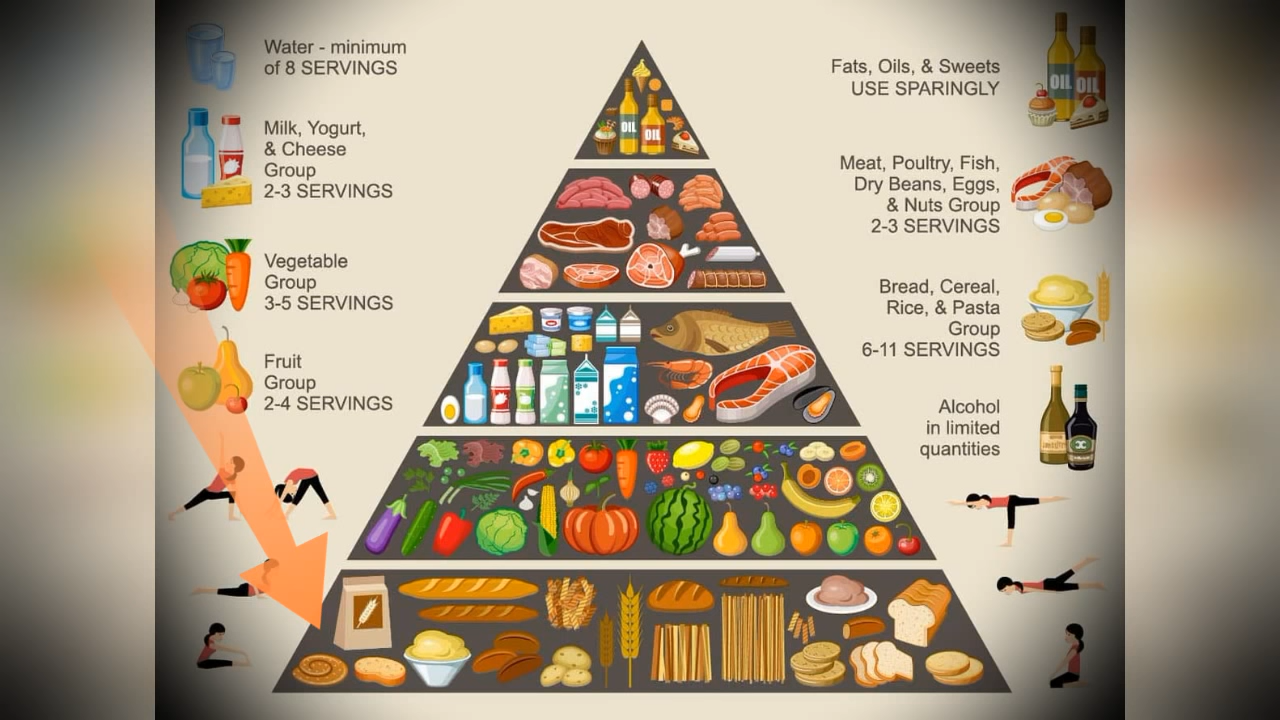 Water - minimum
of 8 SERVINGS
Milk, Yogurt,
& Cheese
Group
2-3 SERVINGS
Vegetable
Group
3-5 SERVINGS
Fruit
Group
2-4 SERVINGS
Fats, Oils, & Sweets
USE SPARINGLY
OIL
OIL
Meat, Poultry, Fish,
Dry Beans, Eggs,
& Nuts Group
2-3 SERVINGS
Bread, Cereal,
Rice, & Pasta
Group
6-11 SERVINGS
Alcohol
in limited
quantities
OIL
OIL